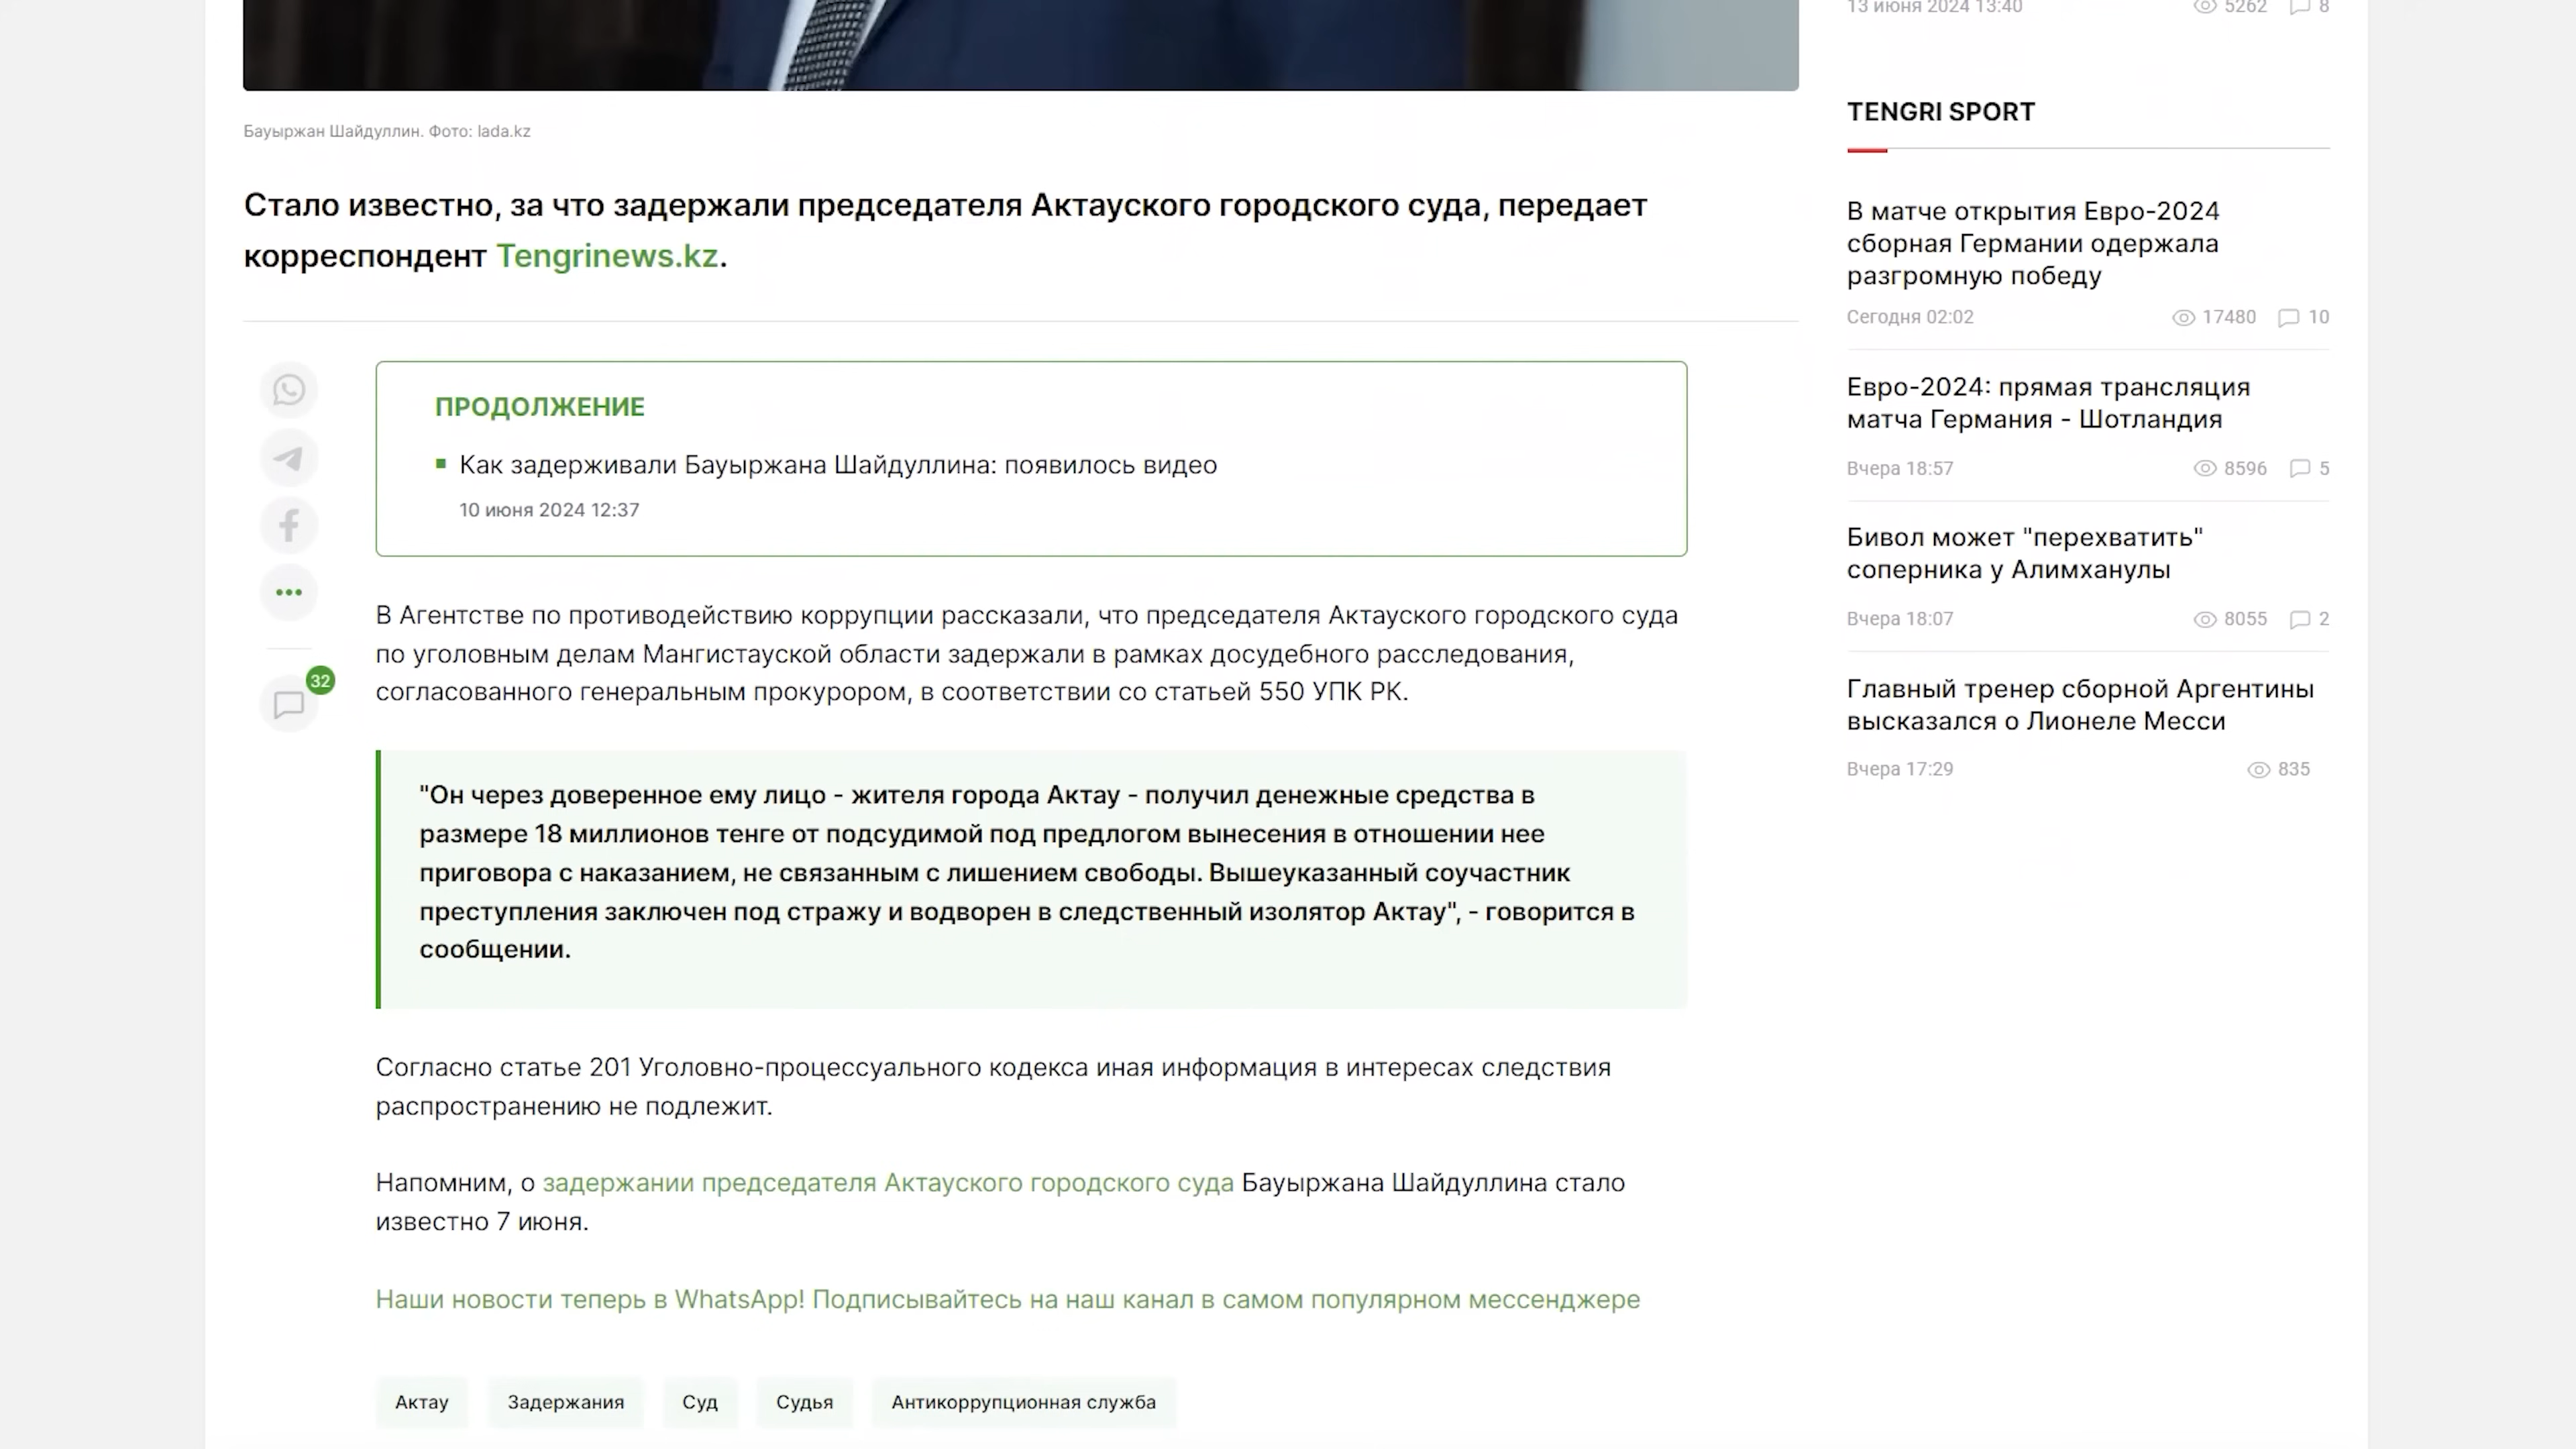 Бауыржан Шайдуллин. Фото: lada.kz
Стало известно, за что задержали председателя Актауского городского суда, передает
корреспондент Tengrinews.kz.
32
ПРОДОЛЖЕНИЕ
Как задерживали Бауыржана Шайдуллина: появилось видео
10 июня 2024 12:37
В Агентстве по противодействию коррупции рассказали, что председателя Актауского городского суда
по уголовным делам Мангистауской области задержали в рамках досудебного расследования,
согласованного генеральным прокурором, в соответствии со статьей 550 УПК РК.
"Он через доверенное ему лицо - жителя города Актау - получил денежные средства в
размере 18 миллионов тенге от подсудимой под предлогом вынесения в отношении нее
приговора с наказанием, не связанным с лишением свободы. Вышеуказанный соучастник
преступления заключен под стражу и водворен в следственный изолятор Актау", - говорится в
сообщении.
Согласно статье 201 Уголовно-процессуального кодекса иная информация в интересах следствия
распространению не подлежит.
Напомним, о задержании председателя Актауского городского суда Бауыржана Шайдуллина стало
известно 7 июня.
Наши новости теперь в WhatsApp! Подписывайтесь на наш канал в самом популярном мессенджере
Актау Задержания Суд Судья Антикоррупционная служба
13 июня 2024 13:40 5262 8
TENGRI SPORT
В матче открытия Евро-2024
сборная Германии одержала
разгромную победу
Сегодня 02:02 17480 10
Евро-2024: прямая трансляция
матча Германия - Шотландия
Вчера 18:57 8596 5
Бивол может "перехватить"
соперника у Алимханулы
Вчера 18:07 8055 2
Главный тренер сборной Аргентины
высказался о Лионеле Месси
Вчера 17:29 835